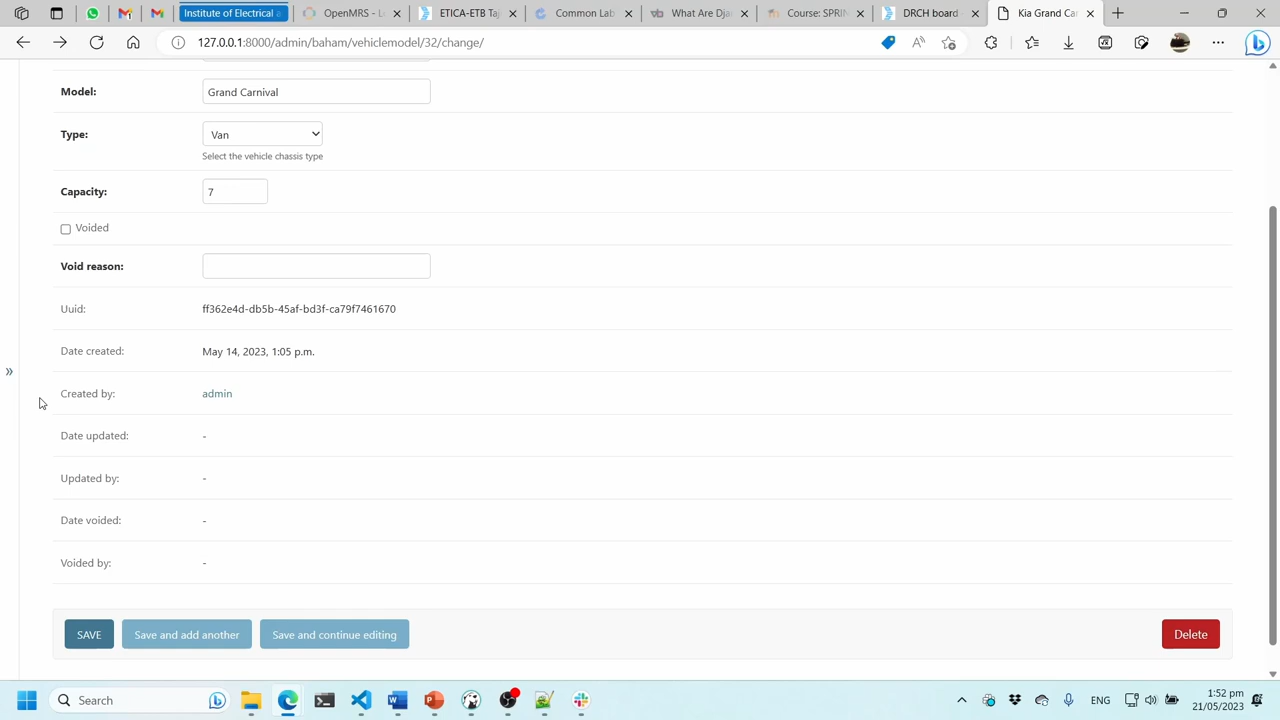 Institute of Electrical a
OpenMRS - L
ETICA-ETB Taj
Common Lab
What Are Dja
Course: SPRIN
Dashboard
Kia Grand Car
127.0.0.1:8000/admin/baham/vehiclemodel/32/change/
Model:
Grand Carnival
Type:
Van
Select the vehicle chassis type
Capacity:
7
Voided
Void reason:
Uuid:
ff362e4d-db5b-45af-bd3f-ca79f7461670
Date created:
May 14, 2023, 1:05 p.m.
»
Created by:
admin
Date updated:
-
Updated by:
-
Date voided:
-
Voided by:
-
SAVE
Save and add another
Save and continue editing
Delete
Search
ENG
1:52 pm
21/05/2023